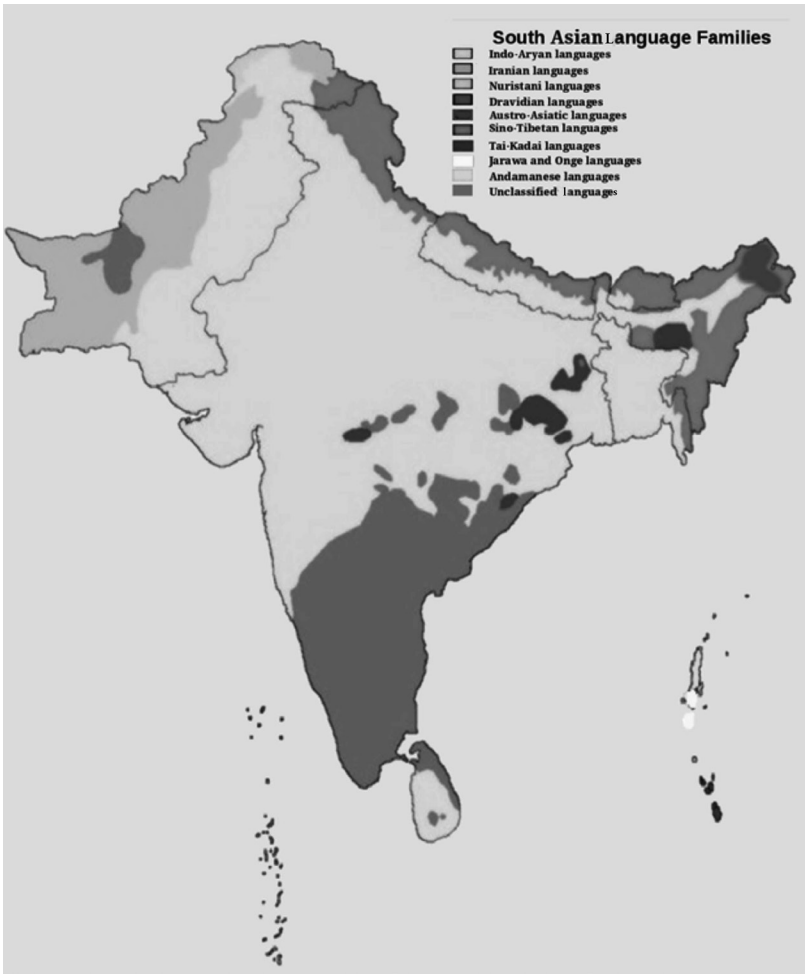 South Asian Language Families
Indo-Aryan languages
Iranian languages
Nuristani languages
Dravidian languages
Austro-Asiatic languages
Sino-Tibetan languages
Tai-Kadai languages
Jarawa and Onge languages
Andamanese languages
Unclassified languages